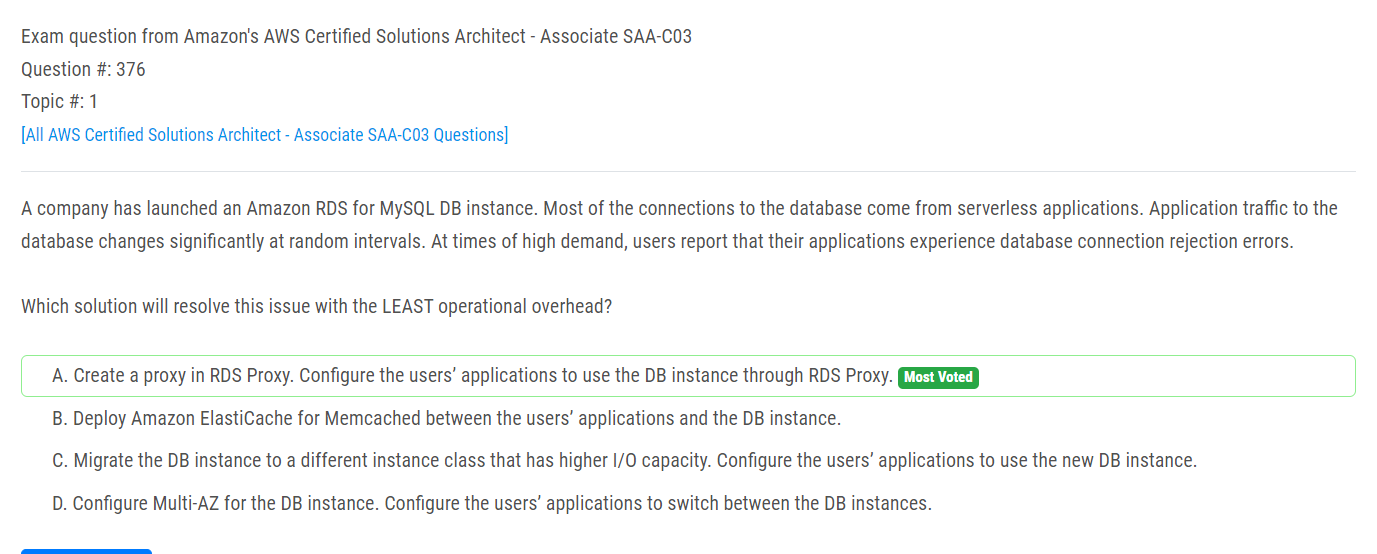 Exam question from Amazon's AWS Certified Solutions Architect - Associate SAA-C03
Question #: 376
Topic #: 1
[All AWS Certified Solutions Architect - Associate SAA-C03 Questions]
A company has launched an Amazon RDS for MySQL DB instance. Most of the connections to the database come from serverless applications. Application traffic to the
database changes significantly at random intervals. At times of high demand, users report that their applications experience database connection rejection errors.
Which solution will resolve this issue with the LEAST operational overhead?
A. Create a proxy in RDS Proxy. Configure the users’ applications to use the DB instance through RDS Proxy. Most Voted
B. Deploy Amazon ElastiCache for Memcached between the users’ applications and the DB instance.
C. Migrate the DB instance to a different instance class that has higher I/O capacity. Configure the users’ applications to use the new DB instance.
D. Configure Multi-AZ for the DB instance. Configure the users’ applications to switch between the DB instances.